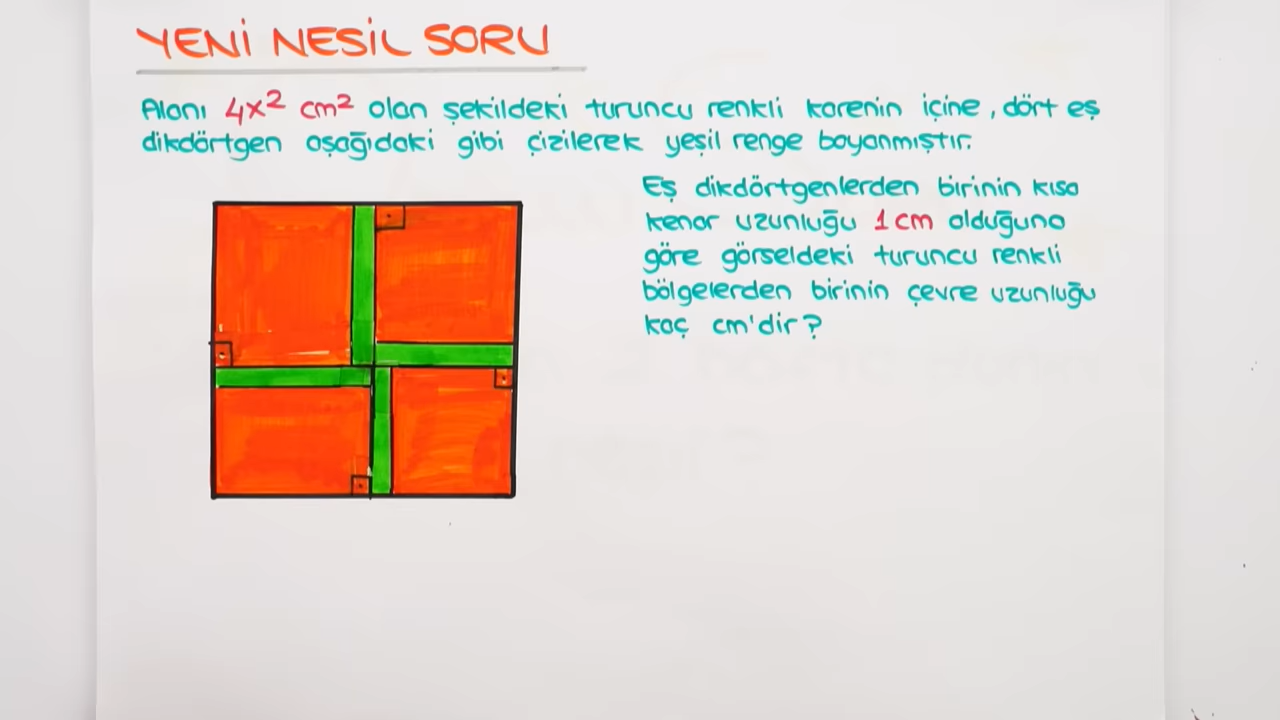 YENİ NESİL SORU
Alanı 4x² cm² olan şekildeki turuncu renkli karenin içine, dört eş
dikdörtgen aşağıdaki gibi çizilerek yeşil renge boyanmıştır.
Eş dikdörtgenlerden birinin kısa
kenar uzunluğu 1 cm olduğuna
göre görseldeki turuncu renkli
bölgelerden birinin çevre uzunluğu
kaç cm'dir?